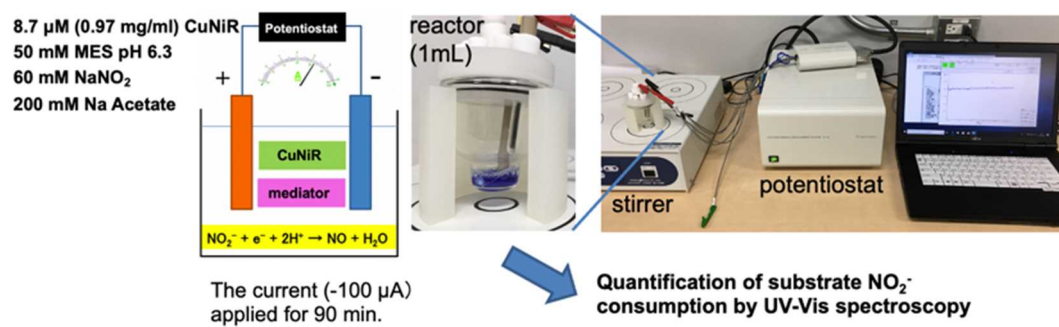 8.7 μM (0.97 mg/ml) CuNiR
50 mM MES pH 6.3
60 mM NaNO₂
200 mM Na Acetate
Potentiostat
+
-
A
CuNiR
mediator
NO₂⁻ + e⁻ + 2H⁺ → NO + H₂O
The current (-100 μA)
applied for 90 min.
reactor
(1mL)
stirrer
potentiostat
Quantification of substrate NO₂⁻
consumption by UV-Vis spectroscopy